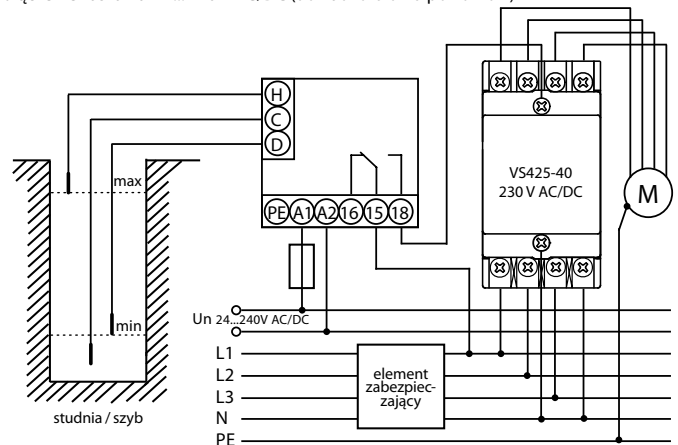 H
C
D
max
VS425-40
230 V AC/DC
M
PE A1 A2 16 15 18
min
Un 24...240V AC/DC
L1
L2
L3
N
PE
element
zabezpiec-
zający
studnia / szyb